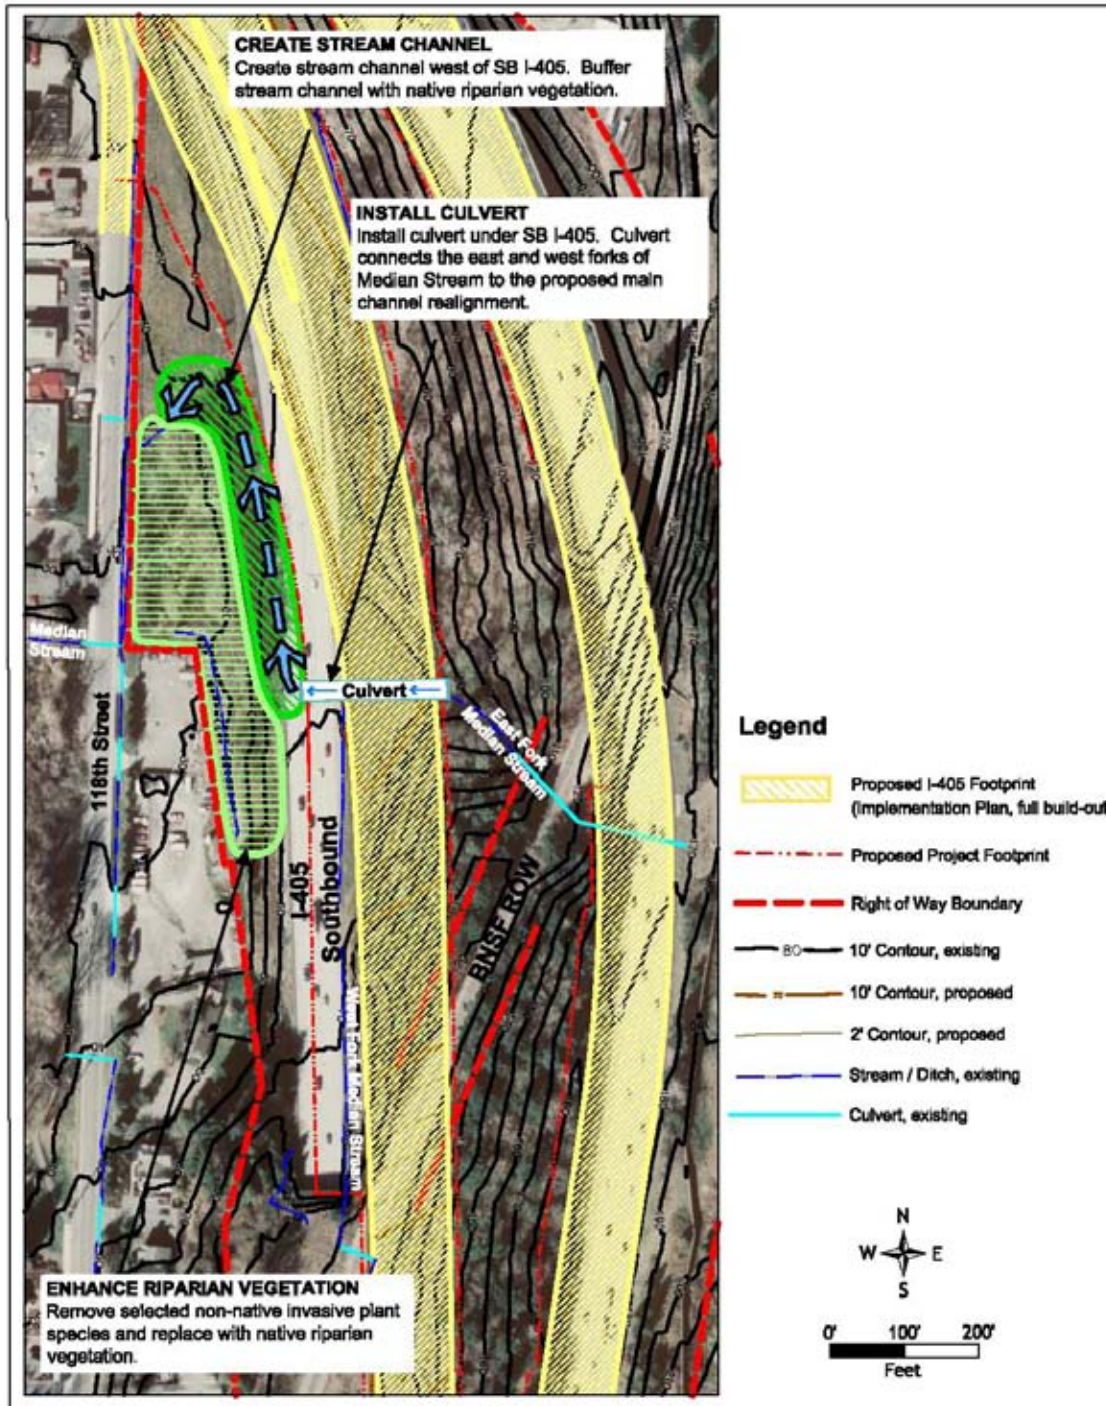 CREATE STREAM CHANNEL
Create stream channel west of SB I-405. Buffer
stream channel with native riparian vegetation.
INSTALL CULVERT
Install culvert under SB I-405. Culvert
connects the east and west forks of
Median Stream to the proposed main
channel realignment.
Median
Stream
118th Street
Culvert
East Fork
Median Stream
I-405
Southbound
West Fork Median Stream
BNSF ROW
ENHANCE RIPARIAN VEGETATION
Remove selected non-native invasive plant
species and replace with native riparian
vegetation.
Legend
Proposed I-405 Footprint
(Implementation Plan, full build-out
Proposed Project Footprint
Right of Way Boundary
80
10' Contour, existing
10' Contour, proposed
2' Contour, proposed
Stream / Ditch, existing
Culvert, existing
N
W E
S
0' 100' 200'
Feet